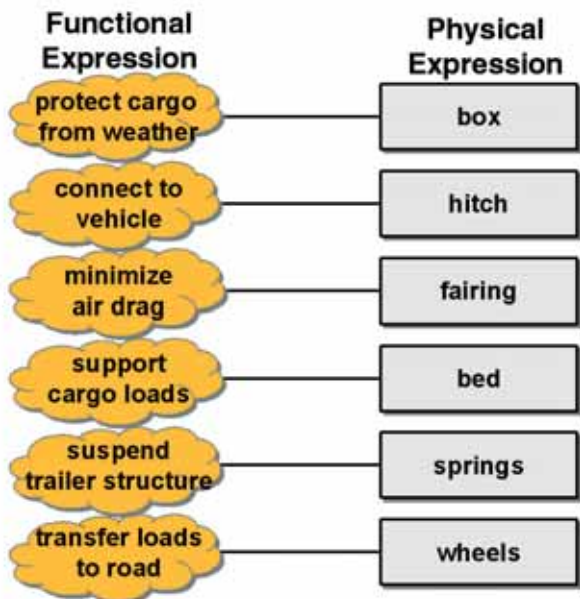 Functional
Expression
Physical
Expression
protect cargo
from weather
box
connect to
vehicle
hitch
minimize
air drag
fairing
support
cargo loads
bed
suspend
trailer structure
springs
transfer loads
to road
wheels